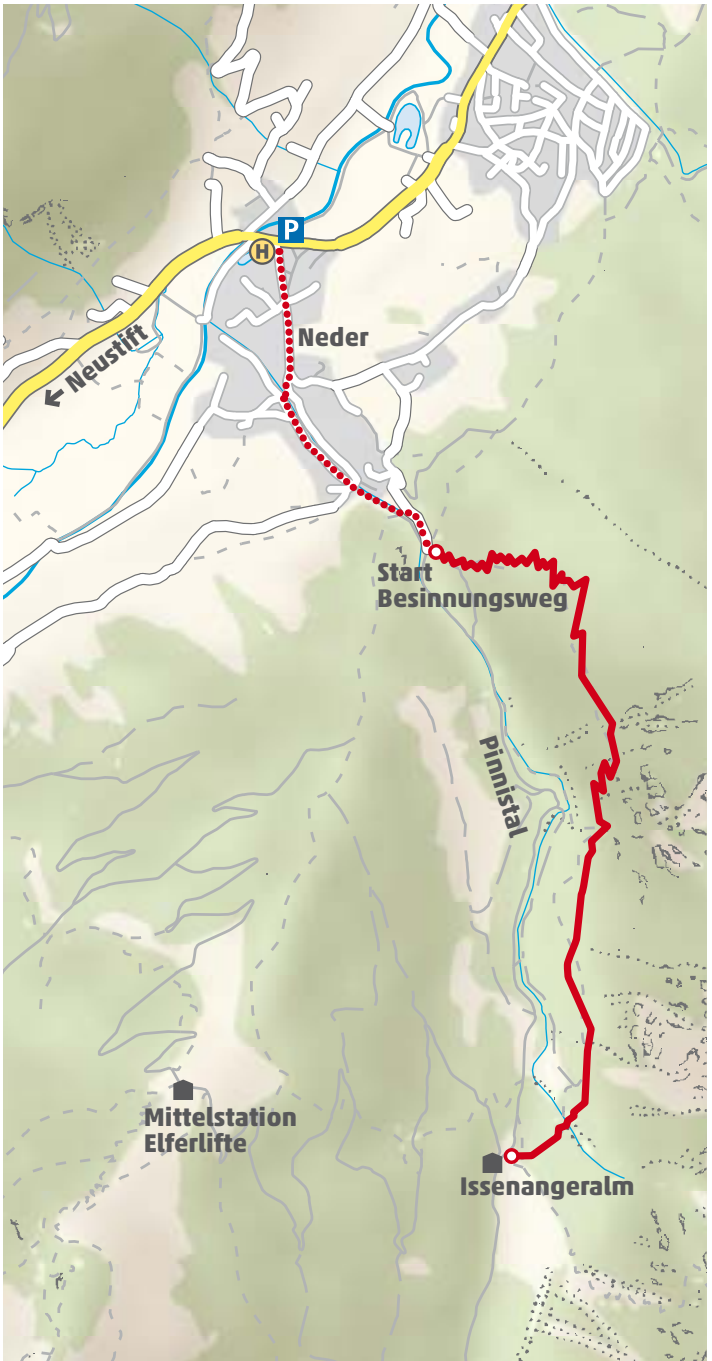 P
H
Neder
← Neustift
Start
Besinnungsweg
Pinnistal
Mittelstation
Elferlifte
Issenangeralm